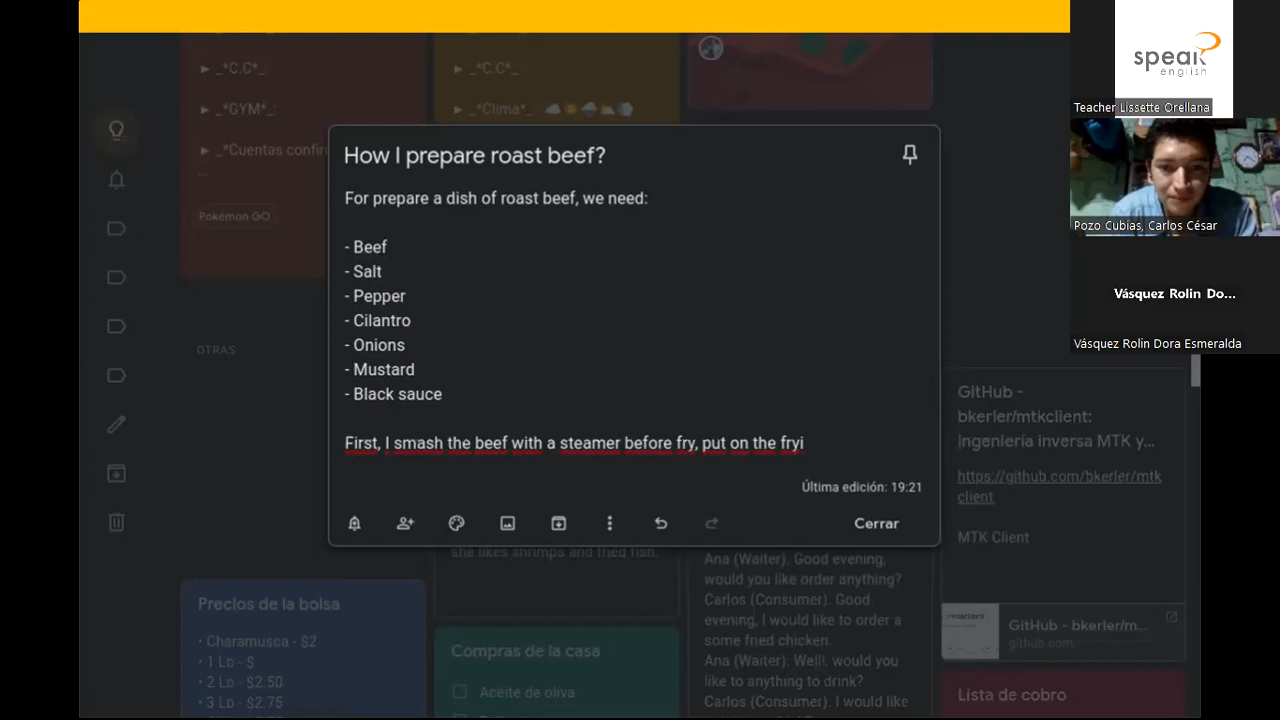 ► _*C.C*_:
► _*GYM*_:
► _*Cuentas confir
Pokémon GO
OTRAS
► _*C.C*_:
► _*Clima*_:
How I prepare roast beef?
For prepare a dish of roast beef, we need:
- Beef
- Salt
- Pepper
- Cilantro
- Onions
- Mustard
- Black sauce
First, I smash the beef with a steamer before fry, put on the fryi
Última edición: 19:21
Cerrar
speak
english
Teacher Lissette Orellana
Pozo Cubias, Carlos César
Vásquez Rolin Do...
Vásquez Rolin Dora Esmeralda
GitHub -
bkerler/mtkclient:
Ingeniería inversa MTK y...
https://github.com/bkerler/mtk
client
MTK Client
GitHub - bkerler/m...
github.com
Lista de cobro
she likes shrimps and fried fish.
Compras de la casa
Aceite de oliva
Precios de la bolsa
· Charamusca - $2
· 1 Lb - $
· 2 Lb - $2.50
· 3 Lb - $2.75
Ana (Waiter). Good evening,
would you like order anything?
Carlos (Consumer). Good
evening, I would like to order a
some fried chicken.
Ana (Waiter). Well!, would you
like to anything to drink?
Carlos (Consumer). I would like